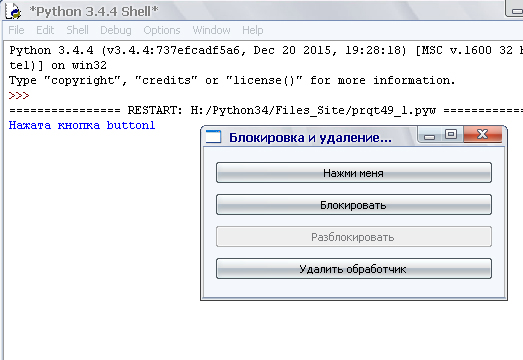 *Python 3.4.4 Shell*
File Edit Shell Debug Options Window Help
Python 3.4.4 (v3.4.4:737efcadf5a6, Dec 20 2015, 19:28:18) [MSC v.1600 32
tel)] on win32
Type "copyright", "credits" or "license()" for more information.
>>>
=============== RESTART: H:/Python34/Files_Site/prqt49_1.pyw ============
Нажата кнопка button1
Блокировка и удаление...
Нажми меня
Блокировать
Разблокировать
Удалить обработчик